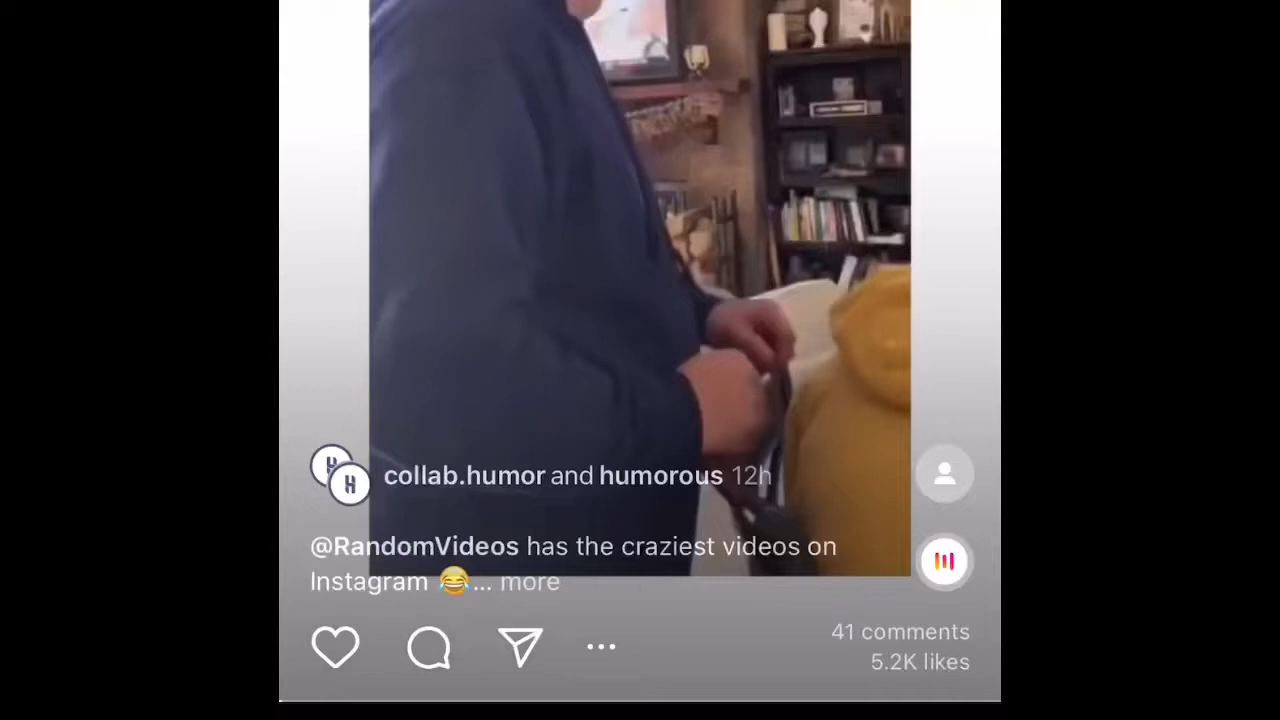 collab.humor and humorous 12h
@RandomVideos has the craziest videos on
Instagram 😂... more
41 comments
5.2K likes